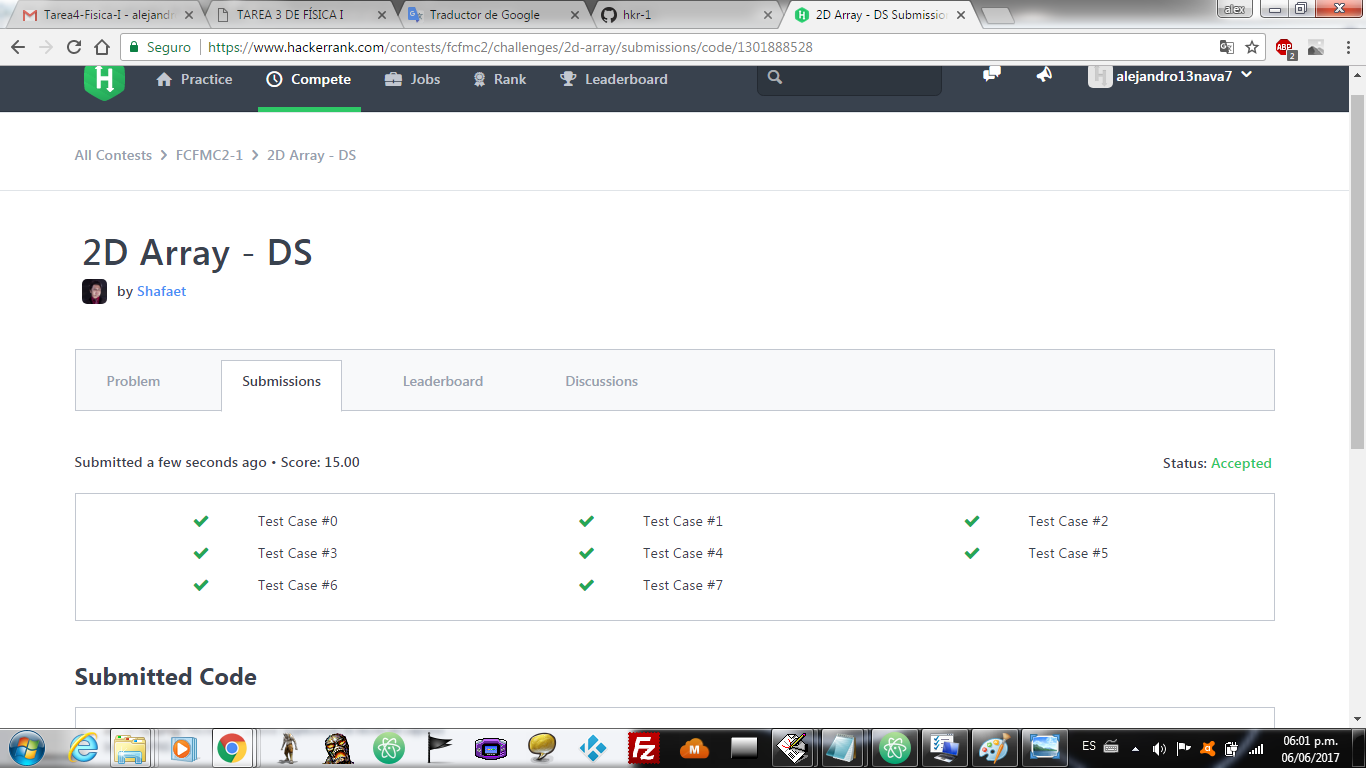 Tarea4-Fisica-I - alejandr
TAREA 3 DE FÍSICA I
Traductor de Google
hkr-1
2D Array - DS Submissio
alex
Seguro
https://www.hackerrank.com/contests/fcfmc2/challenges/2d-array/submissions/code/1301888528
ABP
2
H
Practice
Compete
Jobs
Rank
Leaderboard
alejandro13nava7
All Contests > FCFMC2-1 > 2D Array - DS
2D Array - DS
by Shafaet
Problem
Submissions
Leaderboard
Discussions
Submitted a few seconds ago • Score: 15.00
Status: Accepted
Test Case #0
Test Case #1
Test Case #2
Test Case #3
Test Case #4
Test Case #5
Test Case #6
Test Case #7
Submitted Code
Fz
ES
06:01 p.m.
06/06/2017